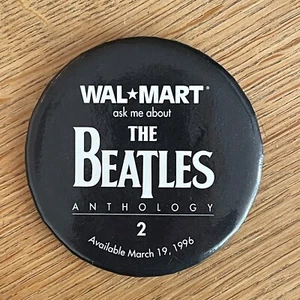 WAL★MART®
ask me about
THE
BEATLES
ANTHOLOGY
2
Available March 19, 1996